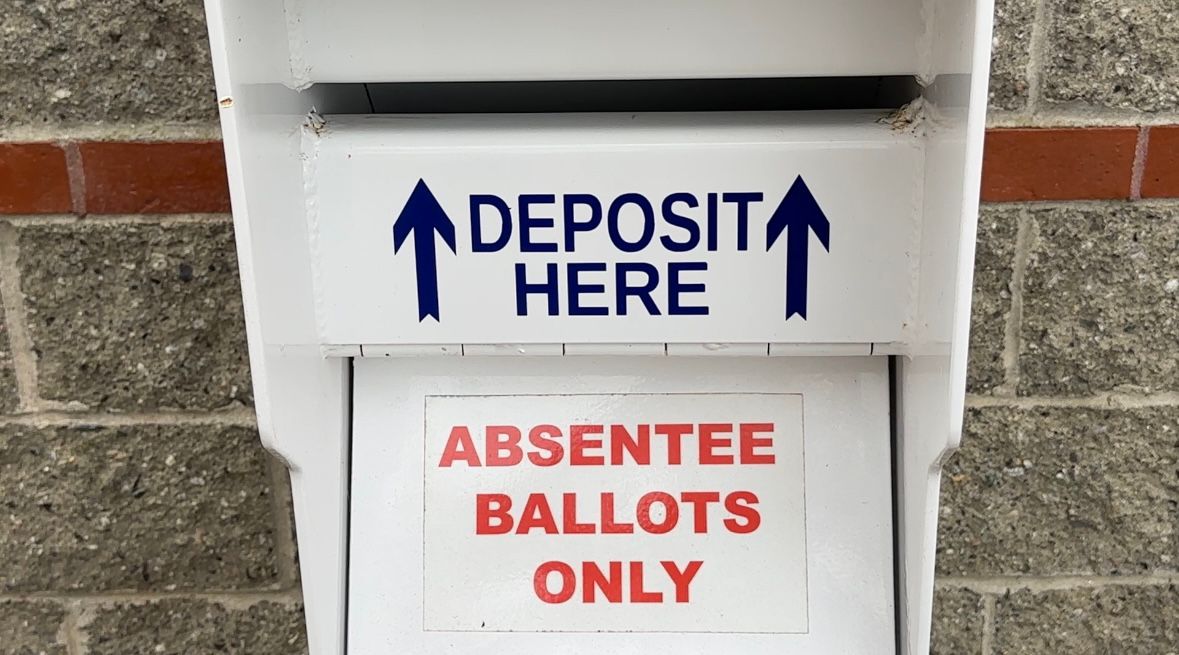 DEPOSIT
HERE
ABSENTEE
BALLOTS
ONLY